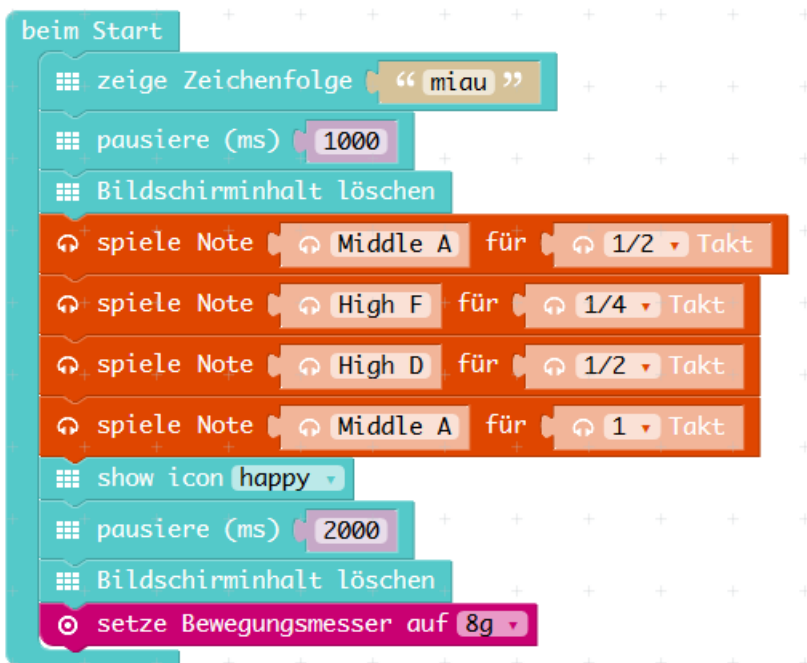 beim Start
zeige Zeichenfolge “ miau ”
pausiere (ms) 1000
Bildschirminhalt löschen
spiele Note Middle A für 1/2 Takt
spiele Note High F für 1/4 Takt
spiele Note High D für 1/2 Takt
spiele Note Middle A für 1 Takt
show icon happy
pausiere (ms) 2000
Bildschirminhalt löschen
setze Bewegungsmesser auf 8g